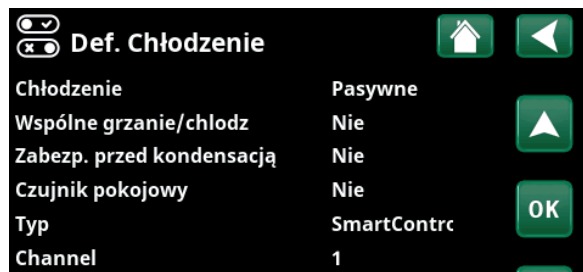 Def. Chłodzenie
Chłodzenie Pasywne
Wspólne grzanie/chlodz Nie
Zabezp. przed kondensacją Nie
Czujnik pokojowy Nie
OK
Typ SmartContrc
Channel 1